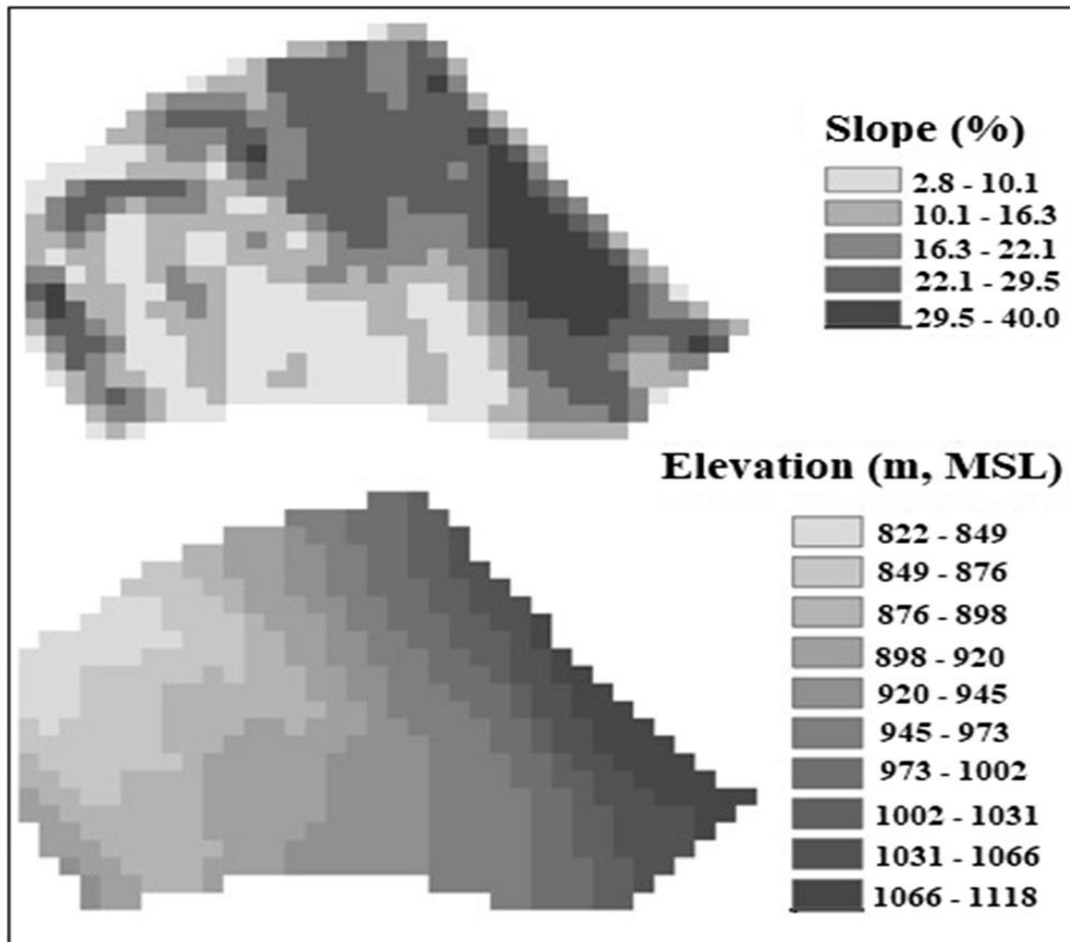 Slope (%)
2.8 - 10.1
10.1 - 16.3
16.3 - 22.1
22.1 - 29.5
29.5 - 40.0
Elevation (m, MSL)
822 - 849
849 - 876
876 - 898
898 - 920
920 - 945
945 - 973
973 - 1002
1002 - 1031
1031 - 1066
1066 - 1118